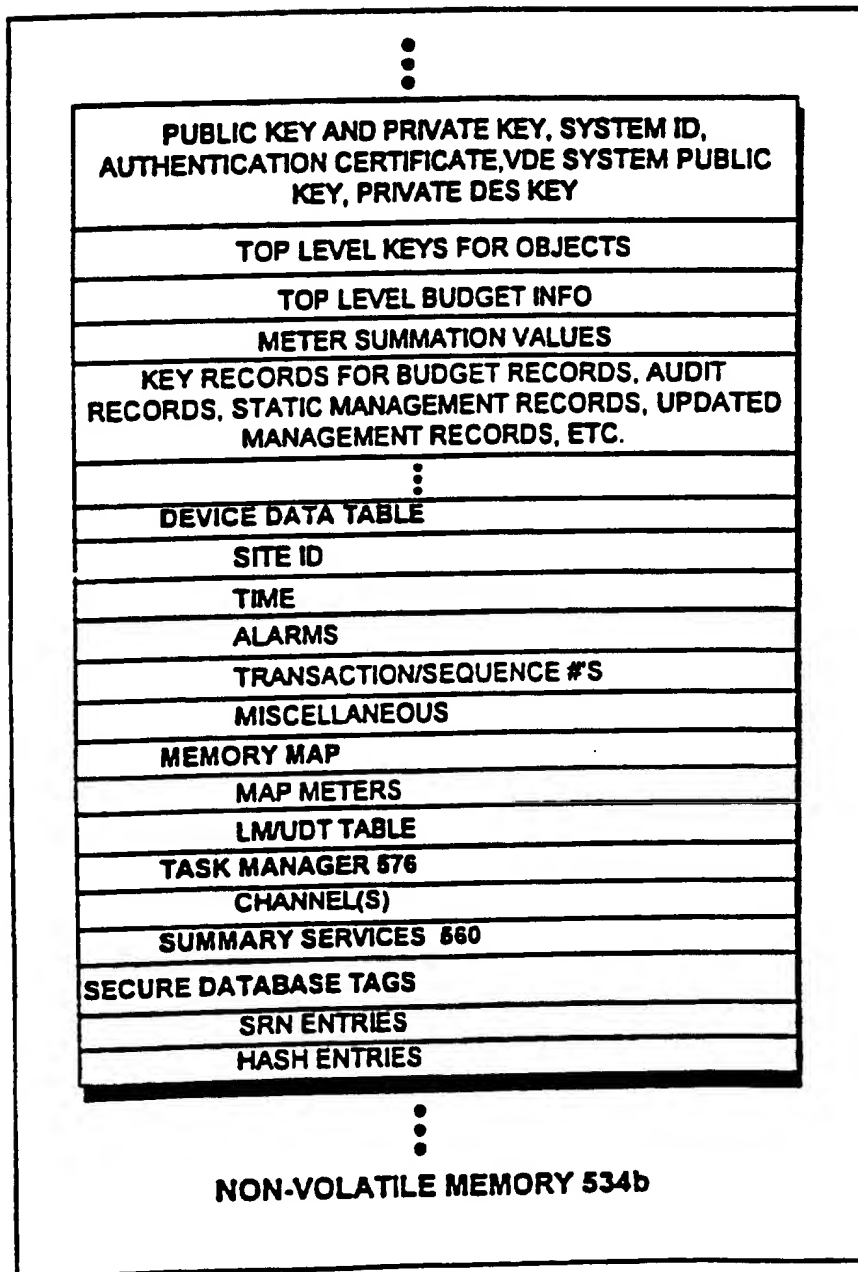 PUBLIC KEY AND PRIVATE KEY, SYSTEM ID,
AUTHENTICATION CERTIFICATE,VDE SYSTEM PUBLIC
KEY, PRIVATE DES KEY
TOP LEVEL KEYS FOR OBJECTS
TOP LEVEL BUDGET INFO
METER SUMMATION VALUES
KEY RECORDS FOR BUDGET RECORDS, AUDIT
RECORDS, STATIC MANAGEMENT RECORDS, UPDATED
MANAGEMENT RECORDS, ETC.
DEVICE DATA TABLE
SITE ID
TIME
ALARMS
TRANSACTION/SEQUENCE #'S
MISCELLANEOUS
MEMORY MAP
MAP METERS
LM/UDT TABLE
TASK MANAGER 576
CHANNEL(S)
SUMMARY SERVICES 560
SECURE DATABASE TAGS
SRN ENTRIES
HASH ENTRIES
NON-VOLATILE MEMORY 534b